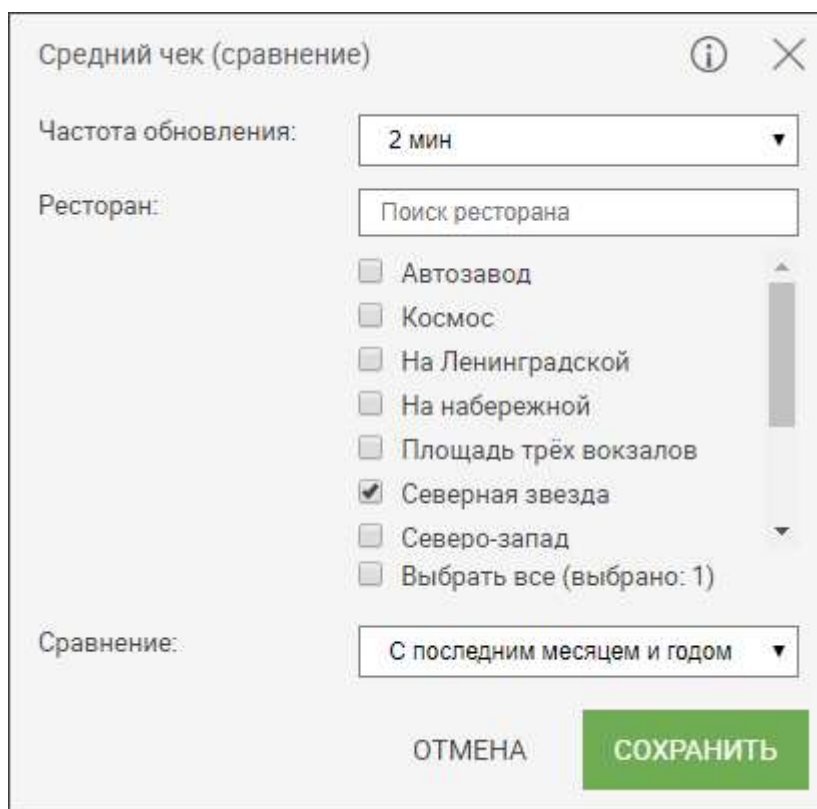 Средний чек (сравнение)
Частота обновления: 2 мин
Ресторан: Поиск ресторана
Автозавод
Космос
На Ленинградской
На набережной
Площадь трёх вокзалов
Северная звезда
Северо-запад
Выбрать все (выбрано: 1)
Сравнение: С последним месяцем и годом
ОТМЕНА СОХРАНИТЬ